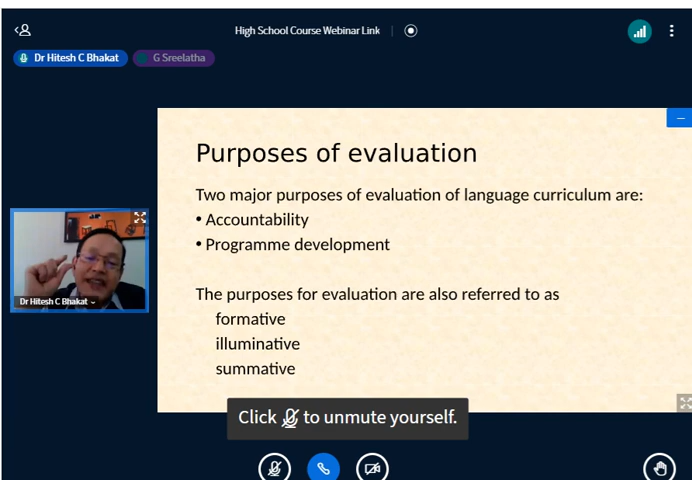 High School Course Webinar Link
Dr Hitesh C Bhakat
G Sreelatha
Purposes of evaluation
Two major purposes of evaluation of language curriculum are:
• Accountability
• Programme development
The purposes for evaluation are also referred to as
formative
illuminative
summative
Dr Hitesh C Bhakat
Click to unmute yourself.